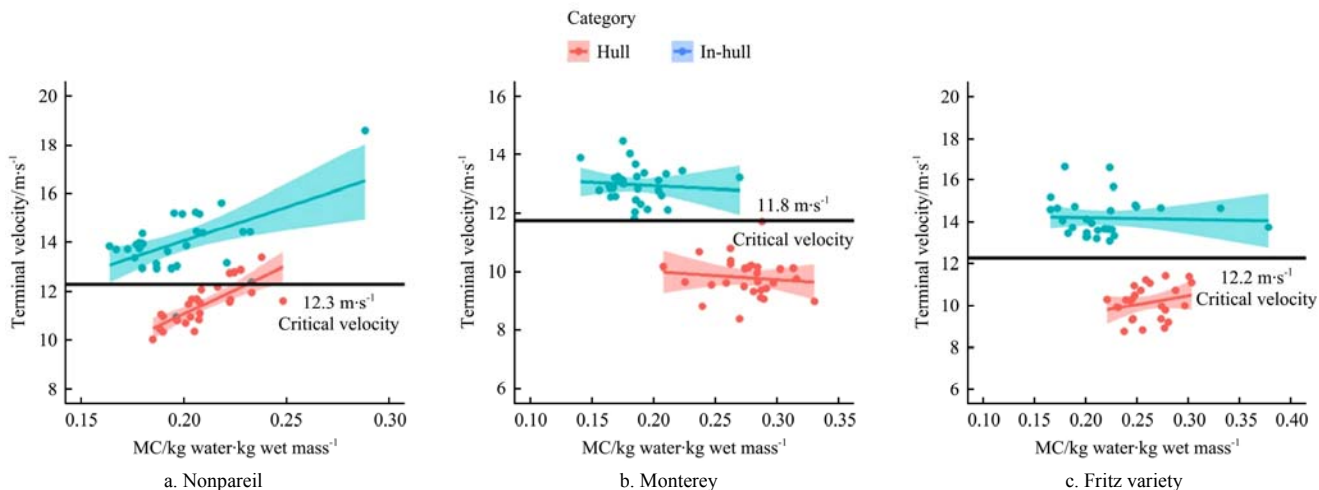 Category
Hull
In-hull
20
18
16
14
12
10
8
Terminal velocity/m·s⁻¹
12.3 m·s⁻¹
Critical velocity
0.15
0.20
0.25
0.30
MC/kg water·kg wet mass⁻¹
a. Nonpareil
16
14
12
10
8
6
Terminal velocity/m·s⁻¹
11.8 m·s⁻¹
Critical velocity
0.10
0.15
0.20
0.25
0.30
0.35
MC/kg water·kg wet mass⁻¹
b. Monterey
20
18
16
14
12
10
8
6
Terminal velocity/m·s⁻¹
12.2 m·s⁻¹
Critical velocity
0.10
0.15
0.20
0.25
0.30
0.35
0.40
MC/kg water·kg wet mass⁻¹
c. Fritz variety